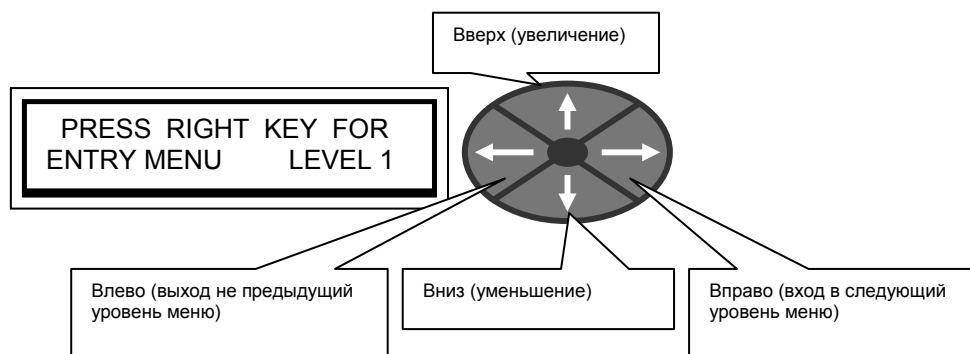 Вверх (увеличение)
PRESS RIGHT KEY FOR
ENTRY MENU LEVEL 1
Влево (выход не предыдущий
уровень меню)
Вниз (уменьшение)
Вправо (вход в следующий
уровень меню)